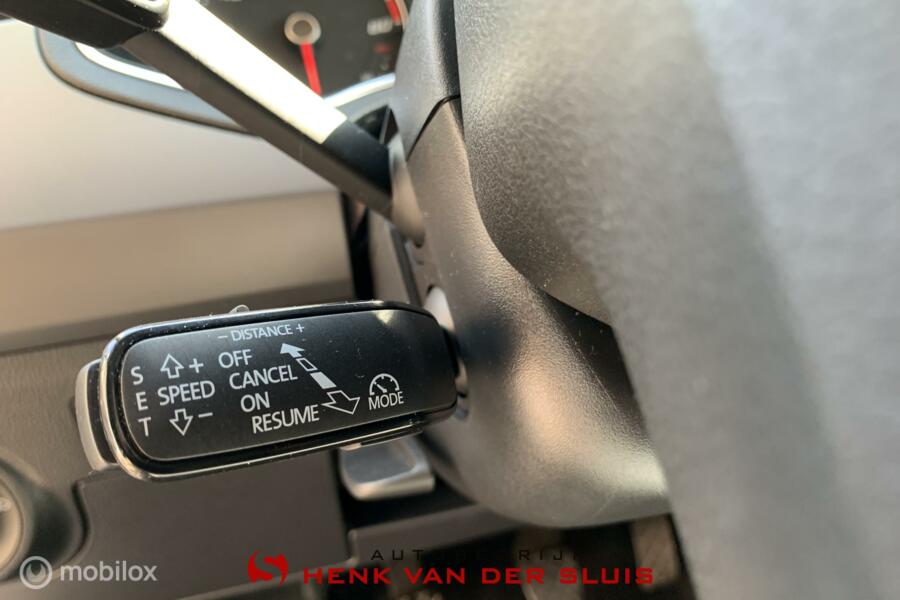 − DISTANCE +
S E T
+ SPEED −
OFF
CANCEL
ON
RESUME
MODE
mobilox
HENK VAN DER SLUIS